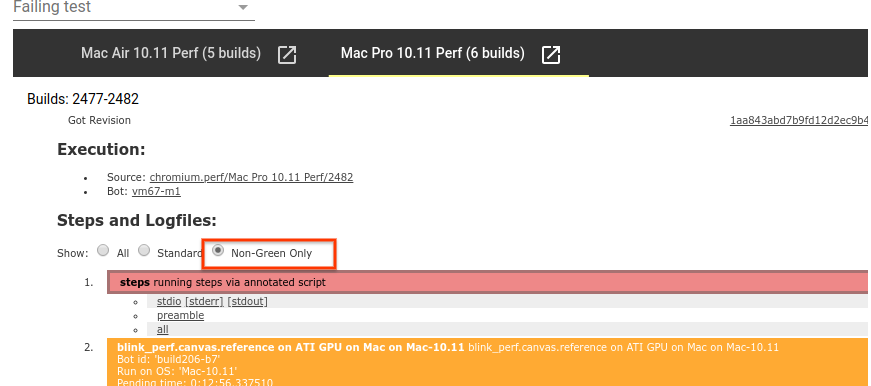 Failing test
Mac Air 10.11 Perf (5 builds) Mac Pro 10.11 Perf (6 builds)
Builds: 2477-2482
Got Revision 1aa843abd7b9fd12d2ec9b4
Execution:
• Source: chromium.perf/Mac Pro 10.11 Perf/2482
• Bot: vm67-m1
Steps and Logfiles:
Show: All Standard Non-Green Only
1. steps running steps via annotated script
stdio [stderr] [stdout]
preamble
all
2. blink_perf.canvas.reference on ATI GPU on Mac on Mac-10.11 blink_perf.canvas.reference on ATI GPU on Mac on Mac-10.11
Bot id: 'build206-b7'
Run on OS: 'Mac-10.11'
Pending time: 0:12:56.337510